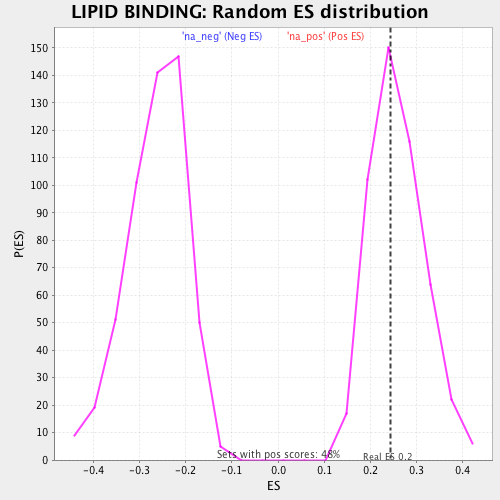 LIPID BINDING: Random ES distribution
'na_neg' (Neg ES) 'na_pos' (Pos ES)
150
140
130
120
110
100
90
80
70
60
50
40
30
20
10
0
P(ES)
Sets with pos scores: 48%
Real ES 0.2
-0.4 -0.3 -0.2 -0.1 0.0 0.1 0.2 0.3 0.4
ES